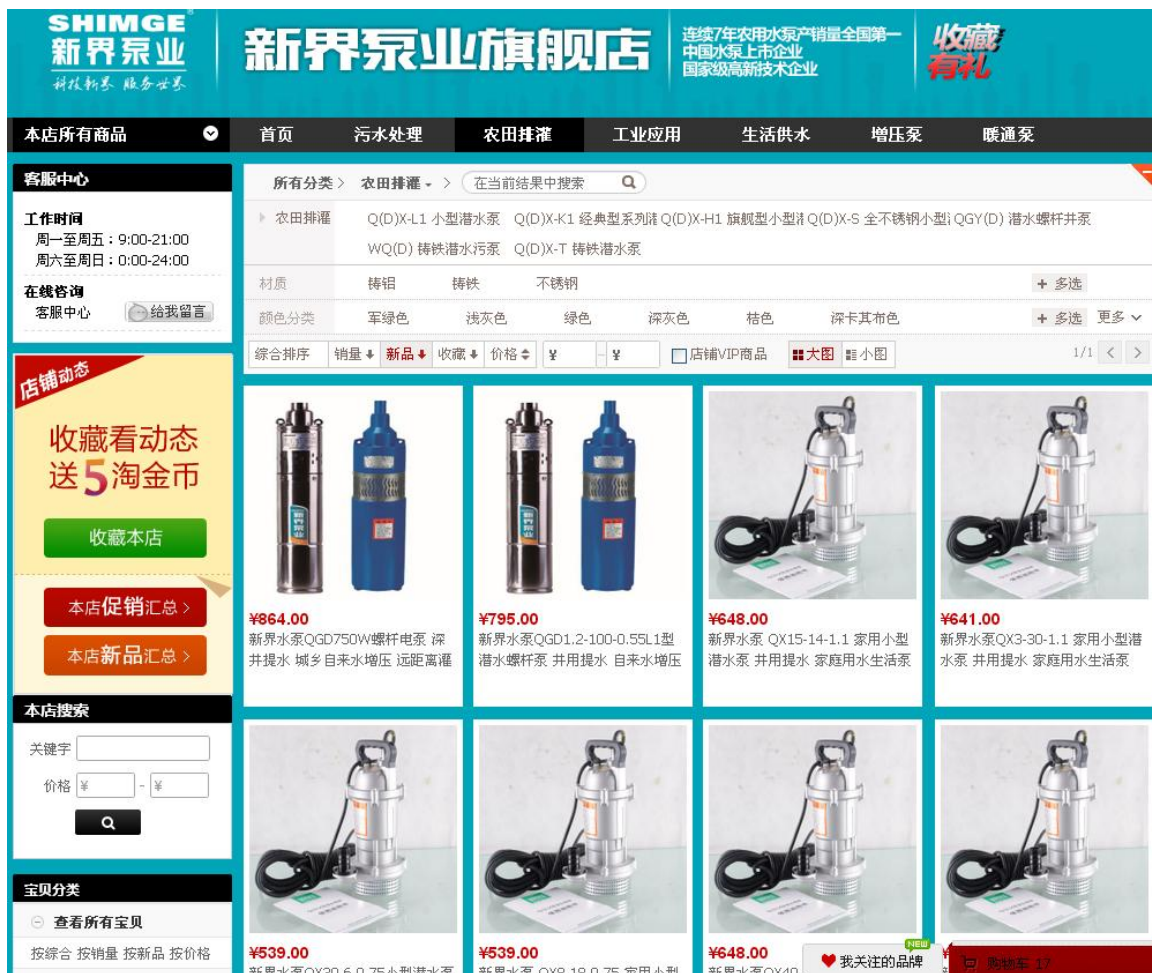 SHIMGE
新界泵业
科技新界 服务世界
新界泵业旗舰店
连续7年农用水泵产销量全国第一
中国水泵上市企业
国家级高新技术企业
收藏
有礼
本店所有商品 首页 污水处理 农田排灌 工业应用 生活供水 增压泵 暖通泵
客服中心
工作时间
周一至周五：9:00-21:00
周六至周日：0:00-24:00
在线咨询
客服中心 给我留言
店铺动态
收藏看动态
送5淘金币
收藏本店
本店促销汇总 >
本店新品汇总 >
本店搜索
关键字
价格 ¥ - ¥
宝贝分类
查看所有宝贝
按综合 按销量 按新品 按价格
所有分类 > 农田排灌 > 在当前结果中搜索
农田排灌 Q(D)X-L1 小型潜水泵 Q(D)X-K1 经典型系列潜 Q(D)X-H1 旗舰型小型潜 Q(D)X-S 全不锈钢小型 QGY(D) 潜水螺杆井泵
WQ(D) 铸铁潜水污泵 Q(D)X-T 铸铁潜水泵
材质 铸铝 铸铁 不锈钢 + 多选
颜色分类 军绿色 浅灰色 绿色 深灰色 桔色 深卡其布色 + 多选 更多
综合排序 销量 新品 收藏 价格 ¥ - ¥ 店铺VIP商品 大图 小图 1/1 < >
¥864.00
新界水泵QGD750W螺杆电泵 深
井提水 城乡自来水增压 远距离灌
¥795.00
新界水泵QGD1.2-100-0.55L1型
潜水螺杆泵 井用提水 自来水增压
¥648.00
新界水泵 QX15-14-1.1 家用小型
潜水泵 井用提水 家庭用水生活泵
¥641.00
新界水泵QX3-30-1.1 家用小型潜
水泵 井用提水 家庭用水生活泵
¥539.00
¥539.00
¥648.00
NEW
我关注的品牌
购物车 17